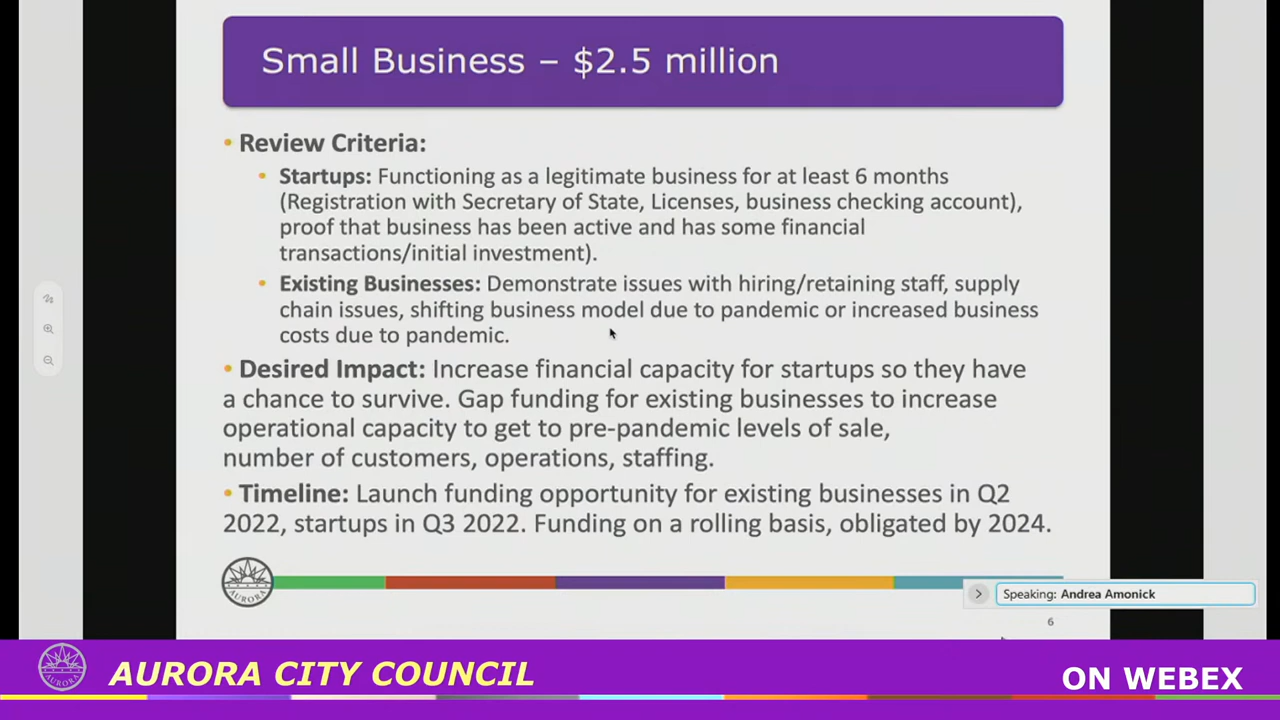 Small Business – $2.5 million
• Review Criteria:
• Startups: Functioning as a legitimate business for at least 6 months
(Registration with Secretary of State, Licenses, business checking account),
proof that business has been active and has some financial
transactions/initial investment).
• Existing Businesses: Demonstrate issues with hiring/retaining staff, supply
chain issues, shifting business model due to pandemic or increased business
costs due to pandemic.
• Desired Impact: Increase financial capacity for startups so they have
a chance to survive. Gap funding for existing businesses to increase
operational capacity to get to pre-pandemic levels of sale,
number of customers, operations, staffing.
• Timeline: Launch funding opportunity for existing businesses in Q2
2022, startups in Q3 2022. Funding on a rolling basis, obligated by 2024.
AURORA
Speaking: Andrea Amonick
6
AURORA CITY COUNCIL
ON WEBEX